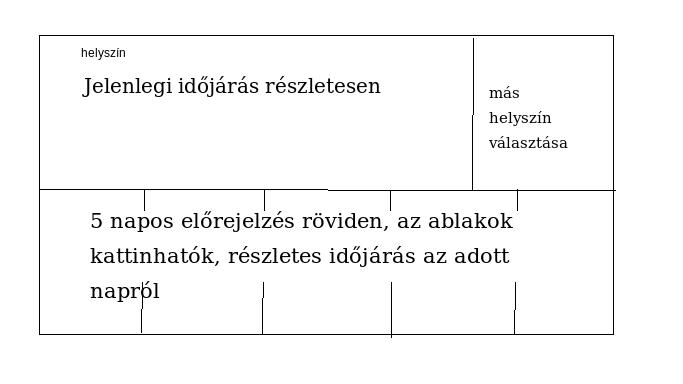 helyszín
Jelenlegi időjárás részletesen
más
helyszín
választása
5 napos előrejelzés röviden, az ablakok
kattinhatók, részletes időjárás az adott
napról